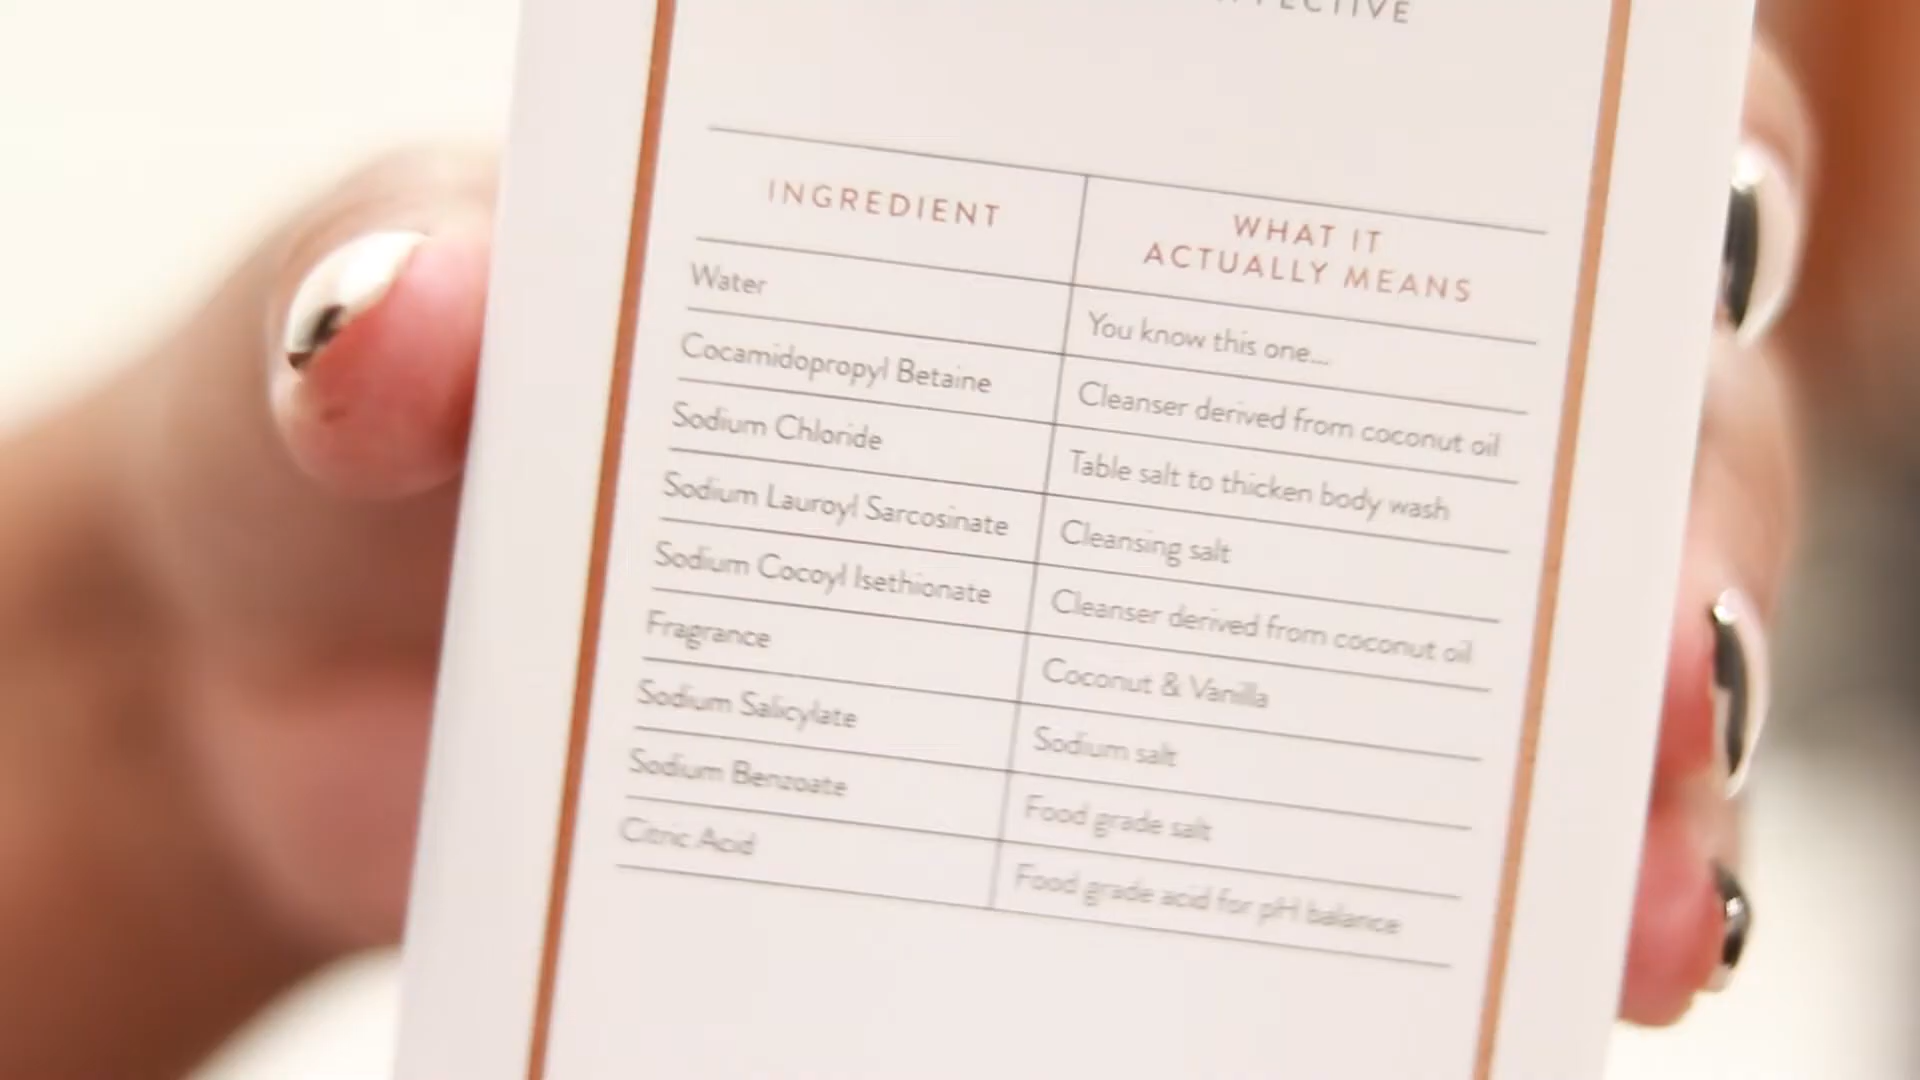 INGREDIENT
WHAT IT
ACTUALLY MEANS
Water
You know this one...
Cocamidopropyl Betaine
Cleanser derived from coconut oil
Sodium Chloride
Table salt to thicken body wash
Sodium Lauroyl Sarcosinate
Cleansing salt
Sodium Cocoyl Isethionate
Cleanser derived from coconut oil
Fragrance
Coconut & Vanilla
Sodium Salicylate
Sodium salt
Sodium Benzoate
Food grade salt
Citric Acid
Food grade acid for pH balance